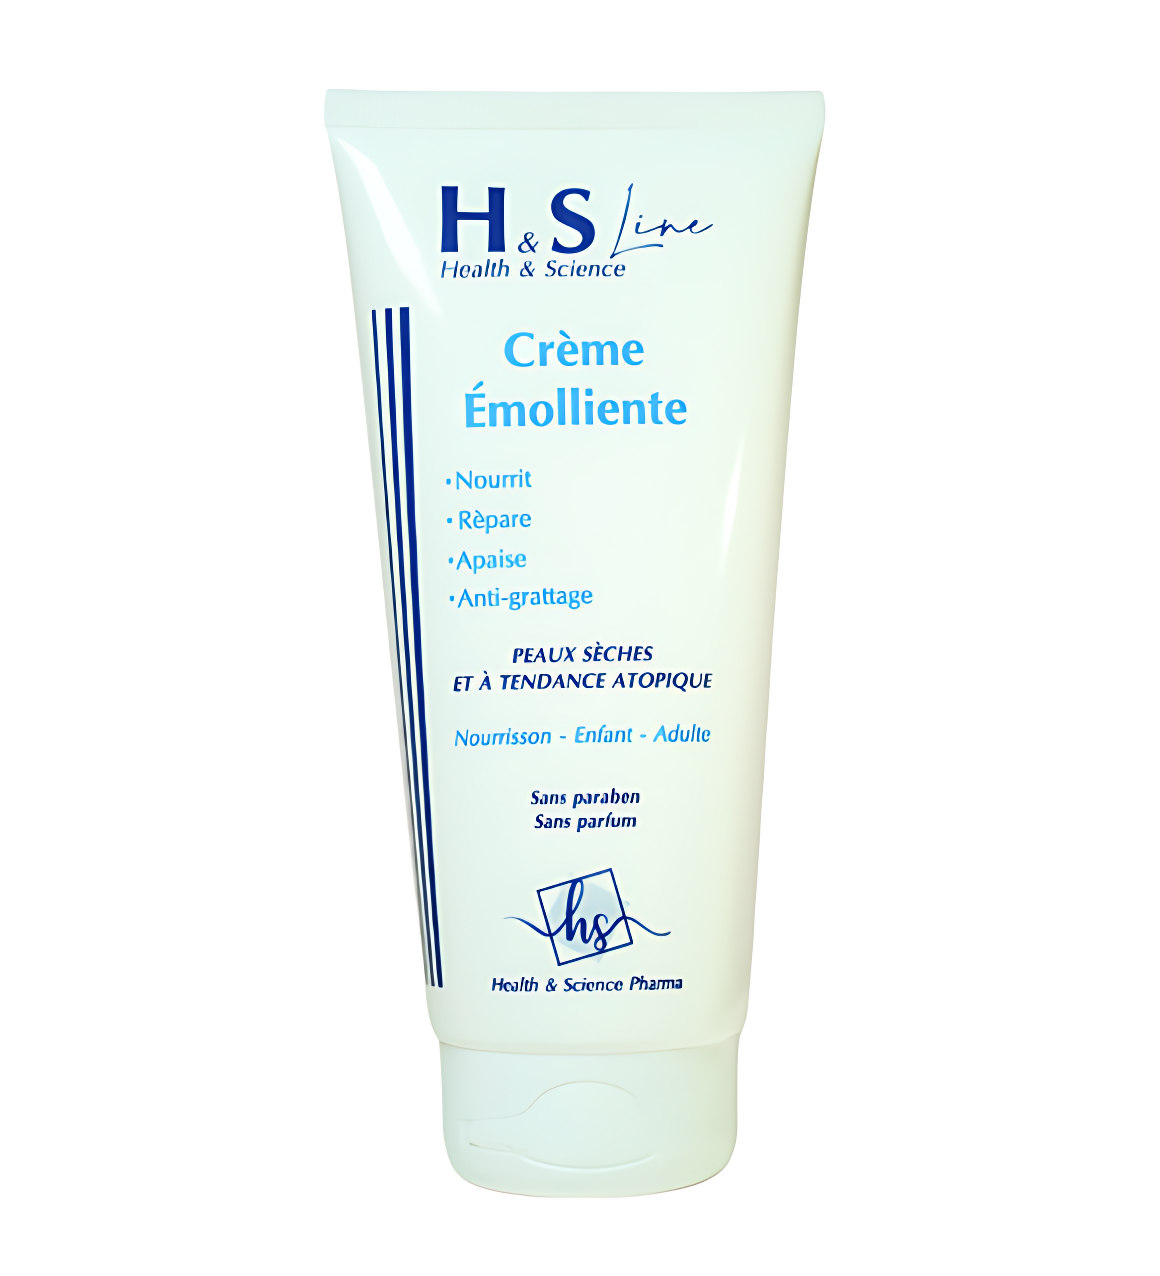 H & S Line
Health & Science
Crème
Émolliente
• Nourrit
• Rèpare
• Apaise
• Anti-grattage
PEAUX SÈCHES
ET À TENDANCE ATOPIQUE
Nourrisson - Enfant - Adulte
Sans paraben
Sans parfum
hs
Health & Science Pharma